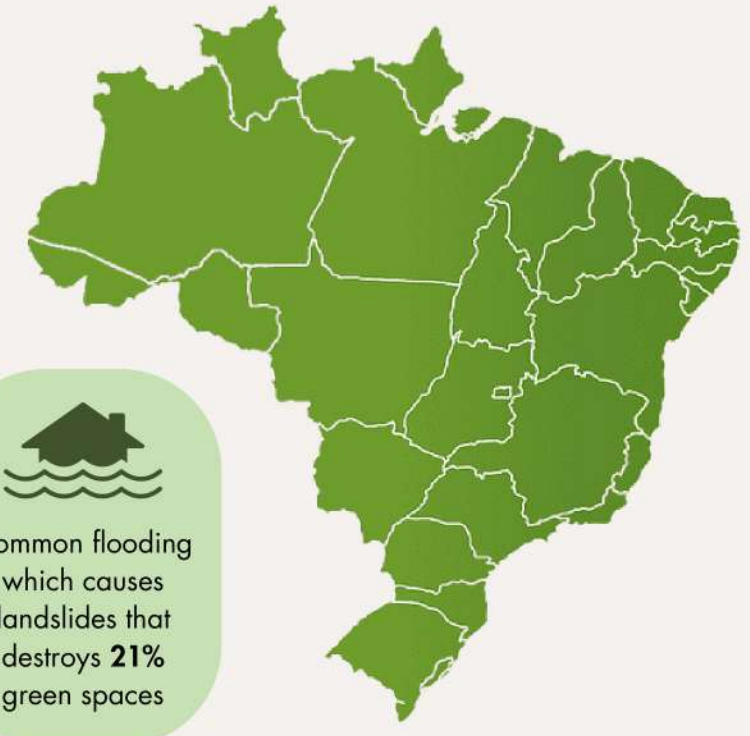 ommon flooding
which causes
landslides that
destroys 21%
green spaces